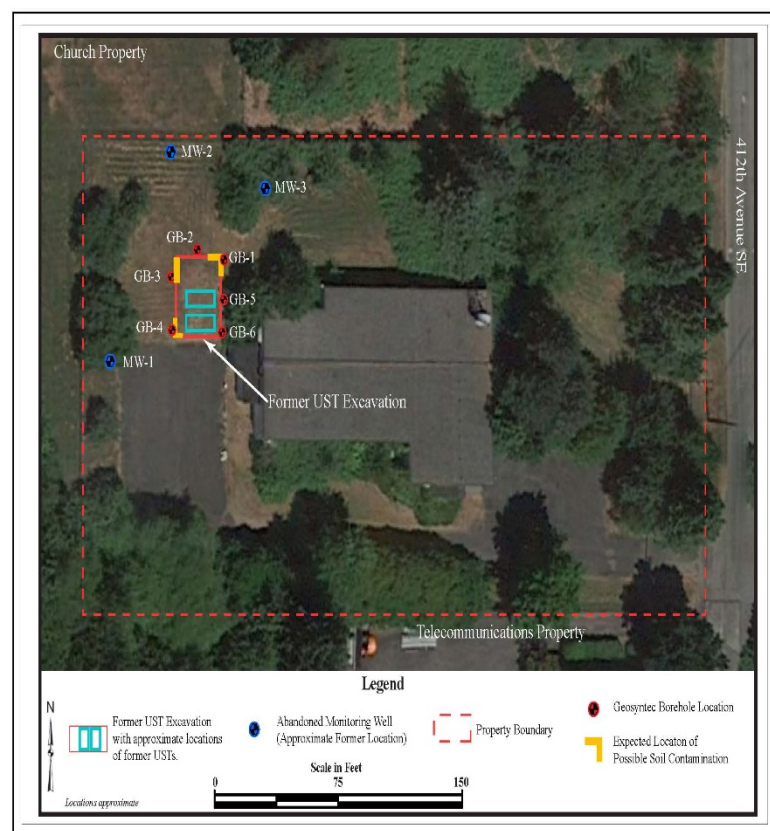 Church Property
412th Avenue SE
MW-2
MW-3
GB-2
GB-1
GB-3
GB-5
GB-4
GB-6
MW-1
Former UST Excavation
Telecommunications Property
Legend
N
Former UST Excavation
with approximate locations
of former USTs.
Abandoned Monitoring Well
(Approximate Former Location)
Property Boundary
Geosyntec Borehole Location
Expected Locaton of
Possible Soil Contamination
Scale in Feet
0 75 150
Locations approximate